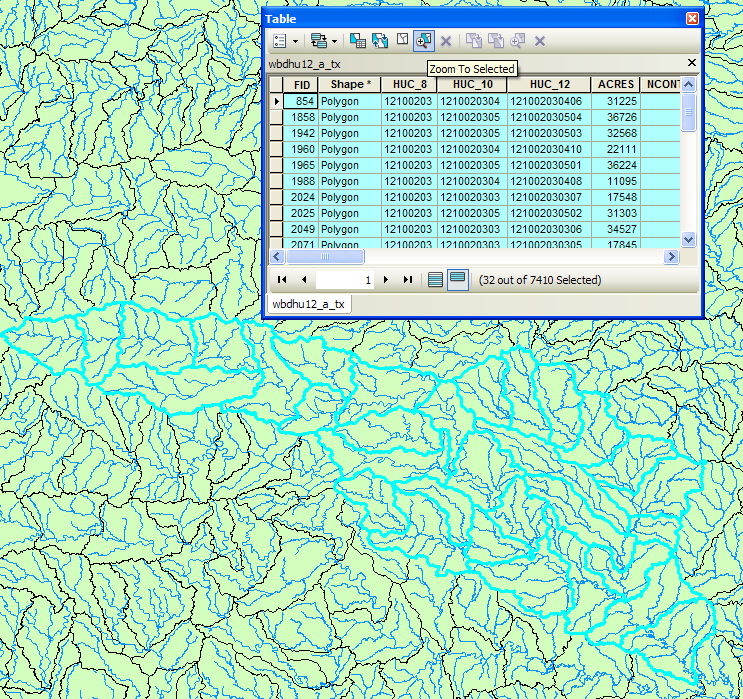 Table
wbdhu12_a_tx
Zoom To Selected
FID Shape * HUC_8 HUC_10 HUC_12 ACRES NCONT
854 Polygon 12100203 1210020304 121002030406 31225
1858 Polygon 12100203 1210020305 121002030504 36726
1942 Polygon 12100203 1210020305 121002030503 32568
1960 Polygon 12100203 1210020304 121002030410 22111
1965 Polygon 12100203 1210020305 121002030501 36224
1988 Polygon 12100203 1210020304 121002030408 11095
2024 Polygon 12100203 1210020303 121002030307 17548
2025 Polygon 12100203 1210020305 121002030502 31303
2049 Polygon 12100203 1210020303 121002030306 34527
2071 Polygon 12100203 1210020303 121002030305 17845
1 (32 out of 7410 Selected)
wbdhu12_a_tx